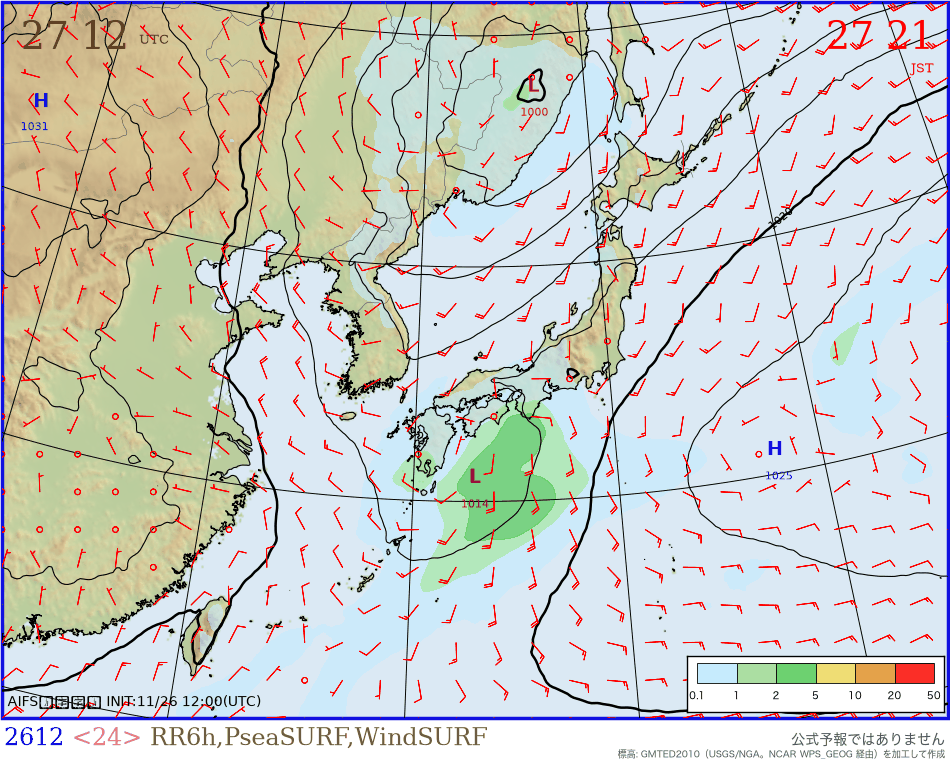 27 12 UTC
27 21
JST
H
1031
L
1000
1020
H
1025
L
1014
0.1 1 2 5 10 20 50
AIFS INIT:11/26 12:00(UTC)
2612 <24> RR6h,PseaSURF,WindSURF
公式予報ではありません
標高: GMTED2010（USGS/NGA。NCAR WPS_GEOG 経由）を加工して作成